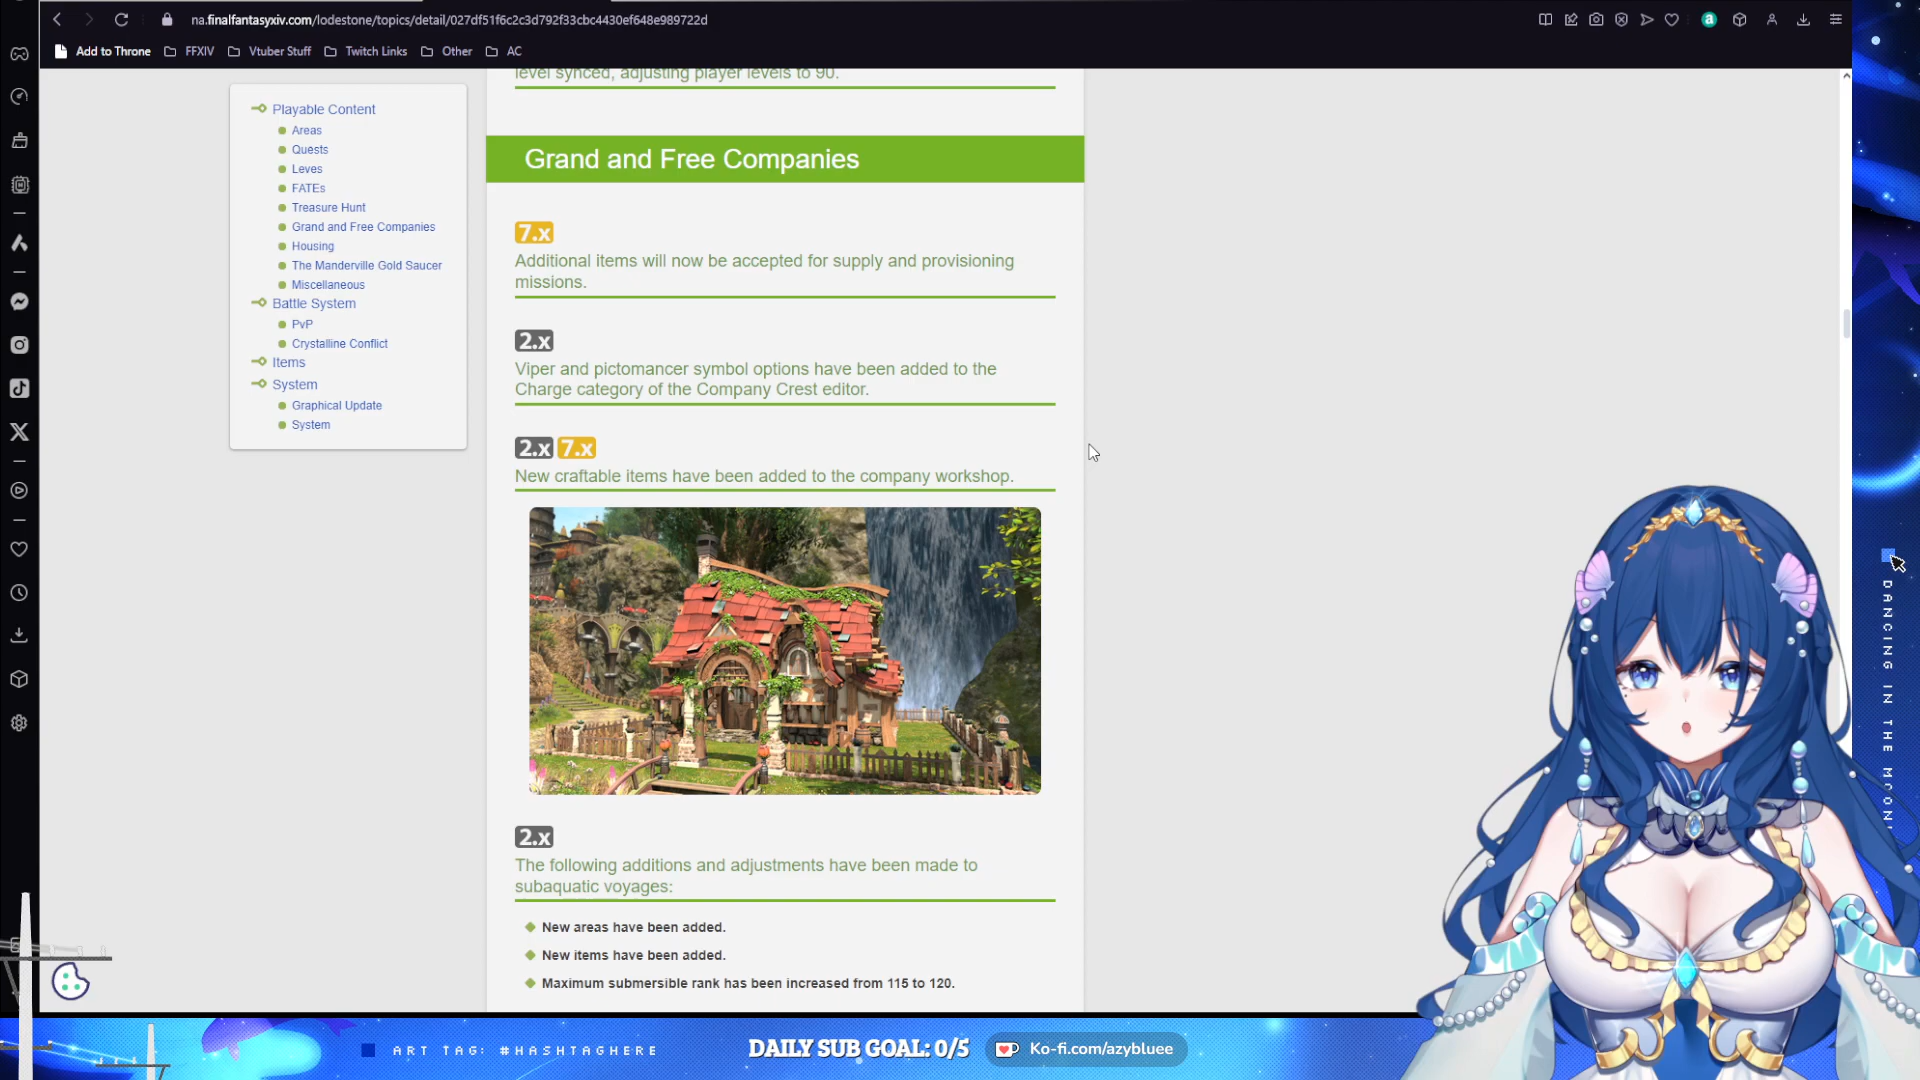 na.finalfantasyxiv.com/lodestone/topics/detail/027df51f6c2c3d792f33cbc4430ef648e989722d
Add to Throne
FFXIV
Vtuber Stuff
Twitch Links
Other
AC
Playable Content
Areas
Quests
Leves
FATEs
Treasure Hunt
Grand and Free Companies
Housing
The Manderville Gold Saucer
Miscellaneous
Battle System
PvP
Crystalline Conflict
Items
System
Graphical Update
System
level synced, adjusting player levels to 90.
Grand and Free Companies
7.x
Additional items will now be accepted for supply and provisioning
missions.
2.x
Viper and pictomancer symbol options have been added to the
Charge category of the Company Crest editor.
2.x 7.x
New craftable items have been added to the company workshop.
2.x
The following additions and adjustments have been made to
subaquatic voyages:
New areas have been added.
New items have been added.
Maximum submersible rank has been increased from 115 to 120.
DANCING IN THE MOON
ART TAG: #HASHTAGHERE
DAILY SUB GOAL: 0/5
Ko-fi.com/azybluee